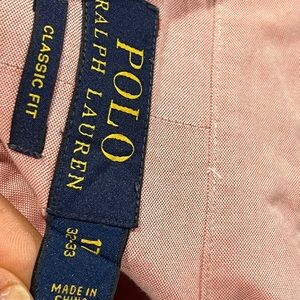 CLASSIC FIT
POLO
RALPH LAUREN
17
32-33
MADE IN
CHINA